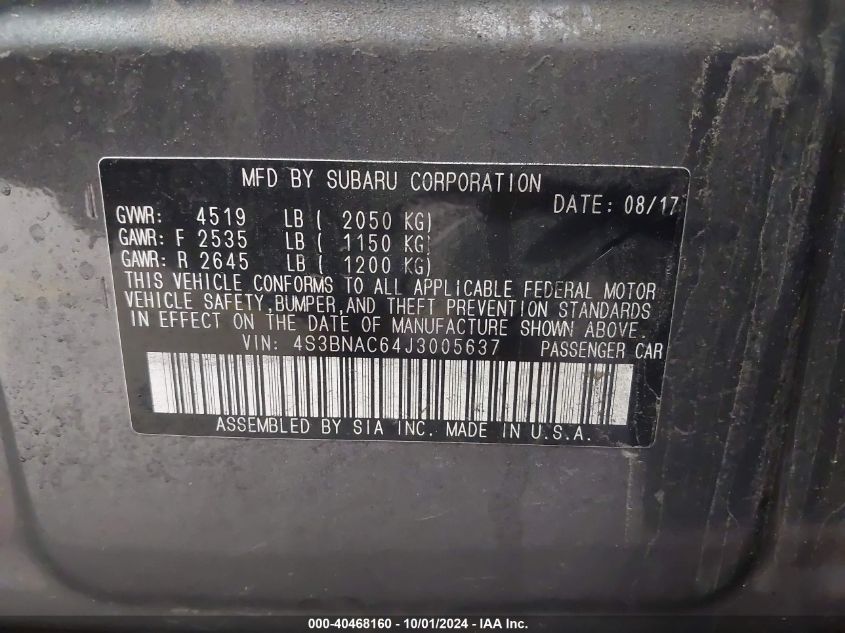 MFD BY SUBARU CORPORATION
DATE: 08/17
GVWR: 4519 LB ( 2050 KG)
GAWR: F 2535 LB ( 1150 KG)
GAWR: R 2645 LB ( 1200 KG)
THIS VEHICLE CONFORMS TO ALL APPLICABLE FEDERAL MOTOR
VEHICLE SAFETY,BUMPER,AND THEFT PREVENTION STANDARDS
IN EFFECT ON THE DATE OF MANUFACTURE SHOWN ABOVE.
VIN: 4S3BNAC64J3005637 PASSENGER CAR
ASSEMBLED BY SIA INC. MADE IN U.S.A.
000-40468160 - 10/01/2024 - IAA Inc.